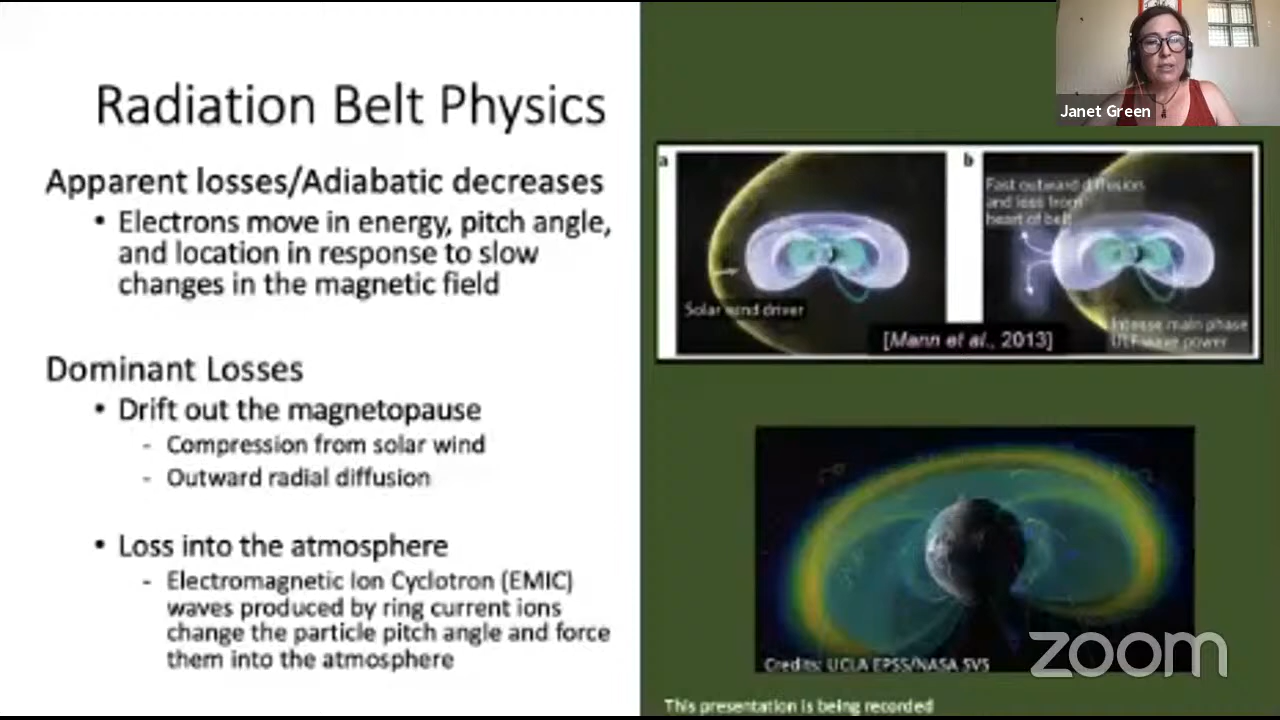 Radiation Belt Physics
Apparent losses/Adiabatic decreases
• Electrons move in energy, pitch angle,
and location in response to slow
changes in the magnetic field
Dominant Losses
• Drift out the magnetopause
- Compression from solar wind
- Outward radial diffusion
• Loss into the atmosphere
- Electromagnetic Ion Cyclotron (EMIC)
waves produced by ring current ions
change the particle pitch angle and force
them into the atmosphere
Janet Green
a
b
Fast outward diffusion
and loss from
heart of belt
Solar wind driver
[Mann et al., 2013]
Intense main phase
ULF wave power
Credits: UCLA EPSS/NASA SVS
zoom
This presentation is being recorded